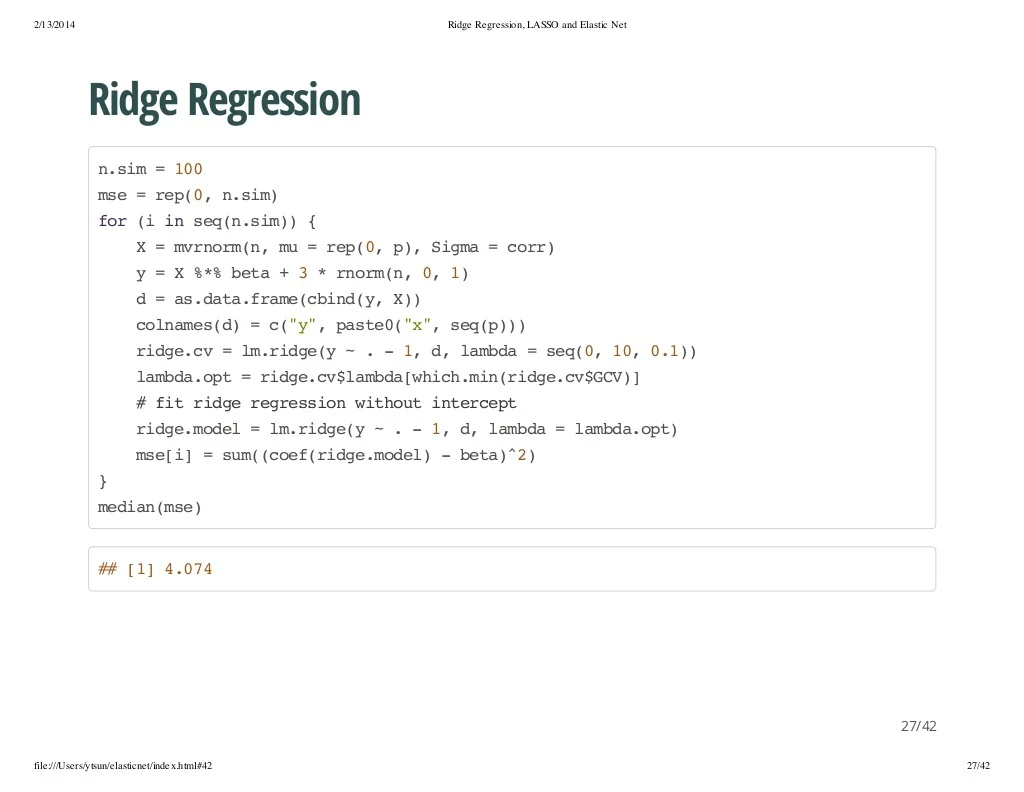 2/13/2014
Ridge Regression, LASSO and Elastic Net
Ridge Regression
n.sim = 100
mse = rep(0, n.sim)
for (i in seq(n.sim)) {
    X = mvrnorm(n, mu = rep(0, p), Sigma = corr)
    y = X %*% beta + 3 * rnorm(n, 0, 1)
    d = as.data.frame(cbind(y, X))
    colnames(d) = c("y", paste0("x", seq(p)))
    ridge.cv = lm.ridge(y ~ . - 1, d, lambda = seq(0, 10, 0.1))
    lambda.opt = ridge.cv$lambda[which.min(ridge.cv$GCV)]
    # fit ridge regression without intercept
    ridge.model = lm.ridge(y ~ . - 1, d, lambda = lambda.opt)
    mse[i] = sum((coef(ridge.model) - beta)^2)
}
median(mse)
## [1] 4.074
27/42
file:///Users/ytsun/elasticnet/index.html#42
27/42